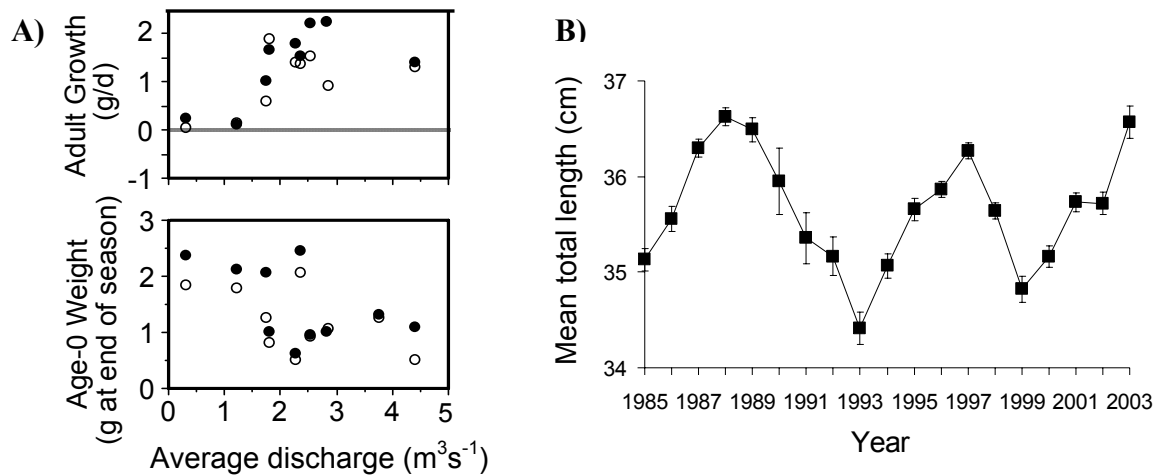 A)
Adult Growth
(g/d)
2
1
0
-1
Age-0 Weight
(g at end of season)
3
2
1
0
0 1 2 3 4 5
Average discharge (m³s⁻¹)
B)
Mean total length (cm)
37
36
35
34
1985 1987 1989 1991 1993 1995 1997 1999 2001 2003
Year